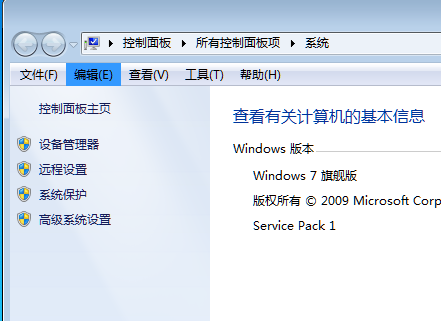 控制面板 所有控制面板项 系统
文件(F) 编辑(E) 查看(V) 工具(T) 帮助(H)
控制面板主页
设备管理器
远程设置
系统保护
高级系统设置
查看有关计算机的基本信息
Windows 版本
Windows 7 旗舰版
版权所有 © 2009 Microsoft Corp
Service Pack 1